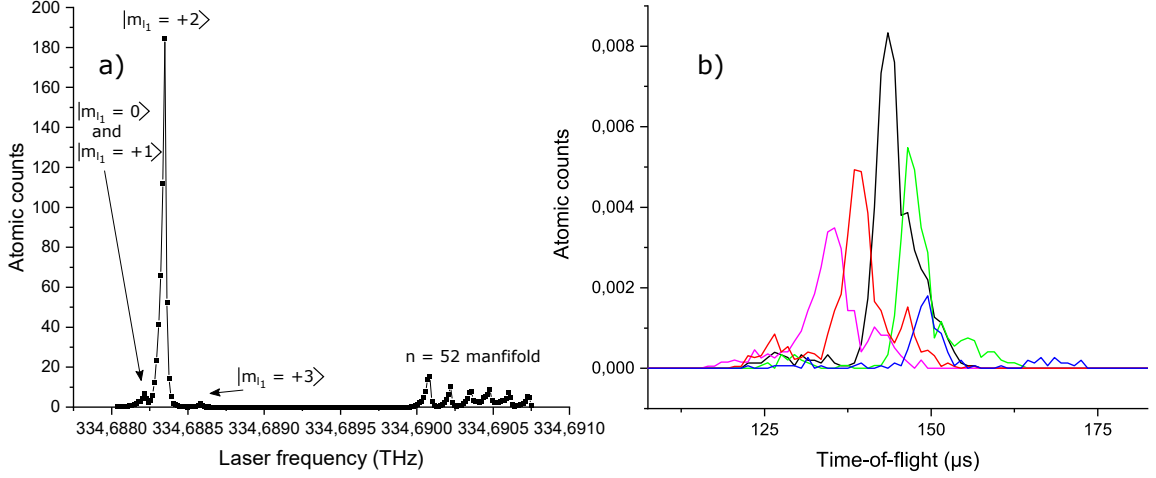 a)
|m_{l_1} = +2⟩
|m_{l_1} = 0⟩
and
|m_{l_1} = +1⟩
|m_{l_1} = +3⟩
n = 52 manifold
Atomic counts
200
180
160
140
120
100
80
60
40
20
0
334,6880 334,6885 334,6890 334,6895 334,6900 334,6905 334,6910
Laser frequency (THz)
b)
Atomic counts
0,008
0,006
0,004
0,002
0,000
125 150 175
Time-of-flight (µs)